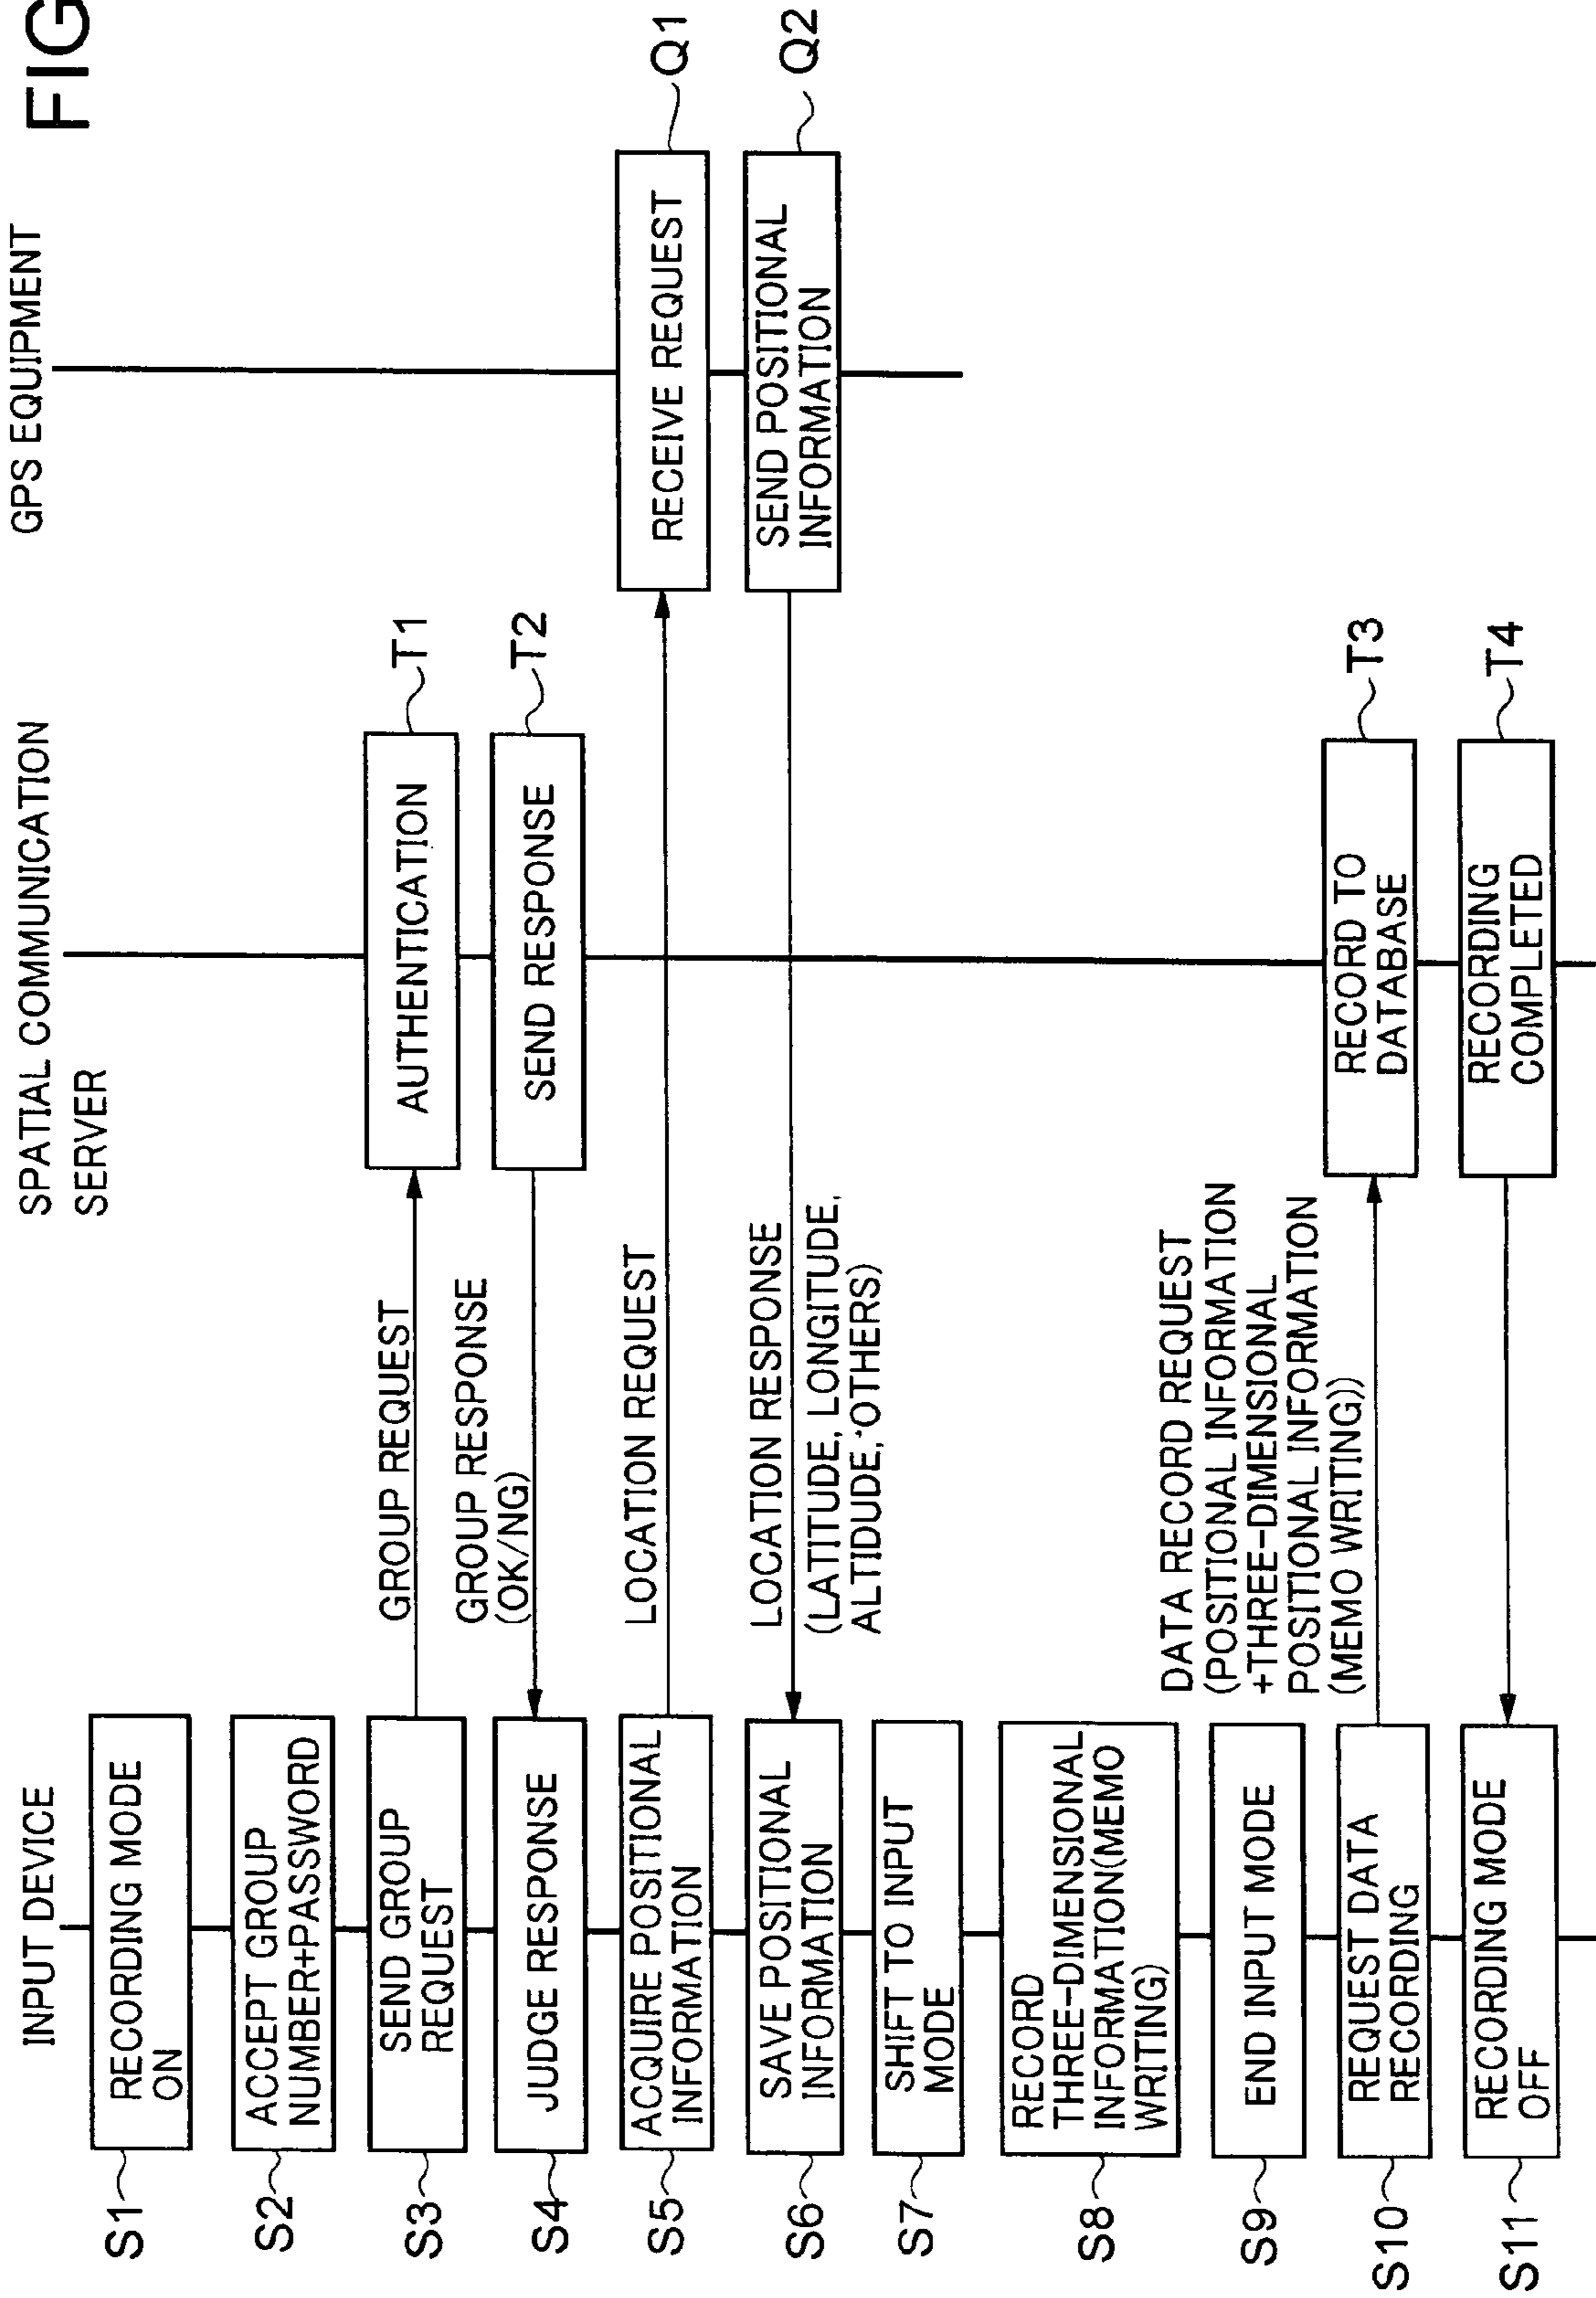 FIG
INPUT DEVICE
SPATIAL COMMUNICATION
SERVER
GPS EQUIPMENT
S1
RECORDING MODE
ON
S2
ACCEPT GROUP
NUMBER+PASSWORD
S3
SEND GROUP
REQUEST
GROUP REQUEST
AUTHENTICATION
T1
S4
JUDGE RESPONSE
GROUP RESPONSE
(OK/NG)
SEND RESPONSE
T2
S5
ACQUIRE POSITIONAL
INFORMATION
LOCATION REQUEST
RECEIVE REQUEST
Q1
S6
SAVE POSITIONAL
INFORMATION
LOCATION RESPONSE
(LATITUDE, LONGITUDE,
ALTIDUDE, OTHERS)
SEND POSITIONAL
INFORMATION
Q2
S7
SHIFT TO INPUT
MODE
S8
RECORD
THREE-DIMENSIONAL
INFORMATION(MEMO
WRITING)
S9
END INPUT MODE
S10
REQUEST DATA
RECORDING
DATA RECORD REQUEST
(POSITIONAL INFORMATION
+THREE-DIMENSIONAL
POSITIONAL INFORMATION
(MEMO WRITING))
RECORD TO
DATABASE
T3
S11
RECORDING MODE
OFF
RECORDING
COMPLETED
T4